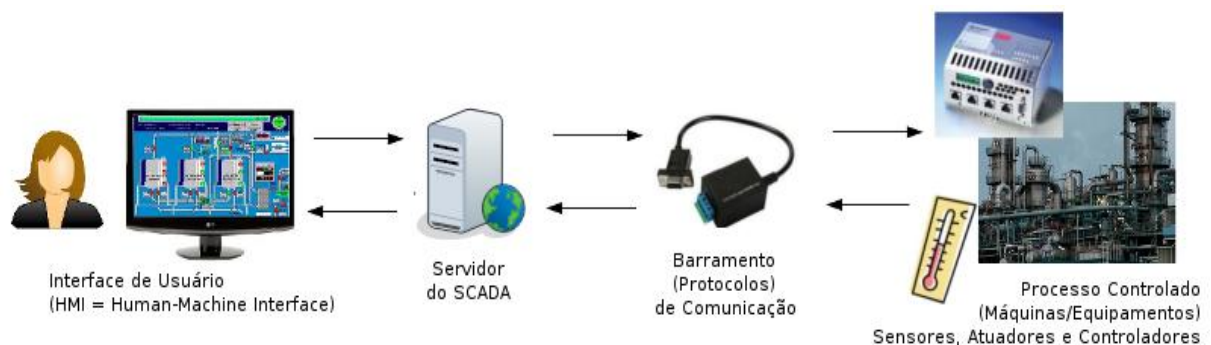 Interface de Usuário
(HMI = Human-Machine Interface)
Servidor
do SCADA
Barramento
(Protocolos)
de Comunicação
Processo Controlado
(Máquinas/Equipamentos)
Sensores, Atuadores e Controladores